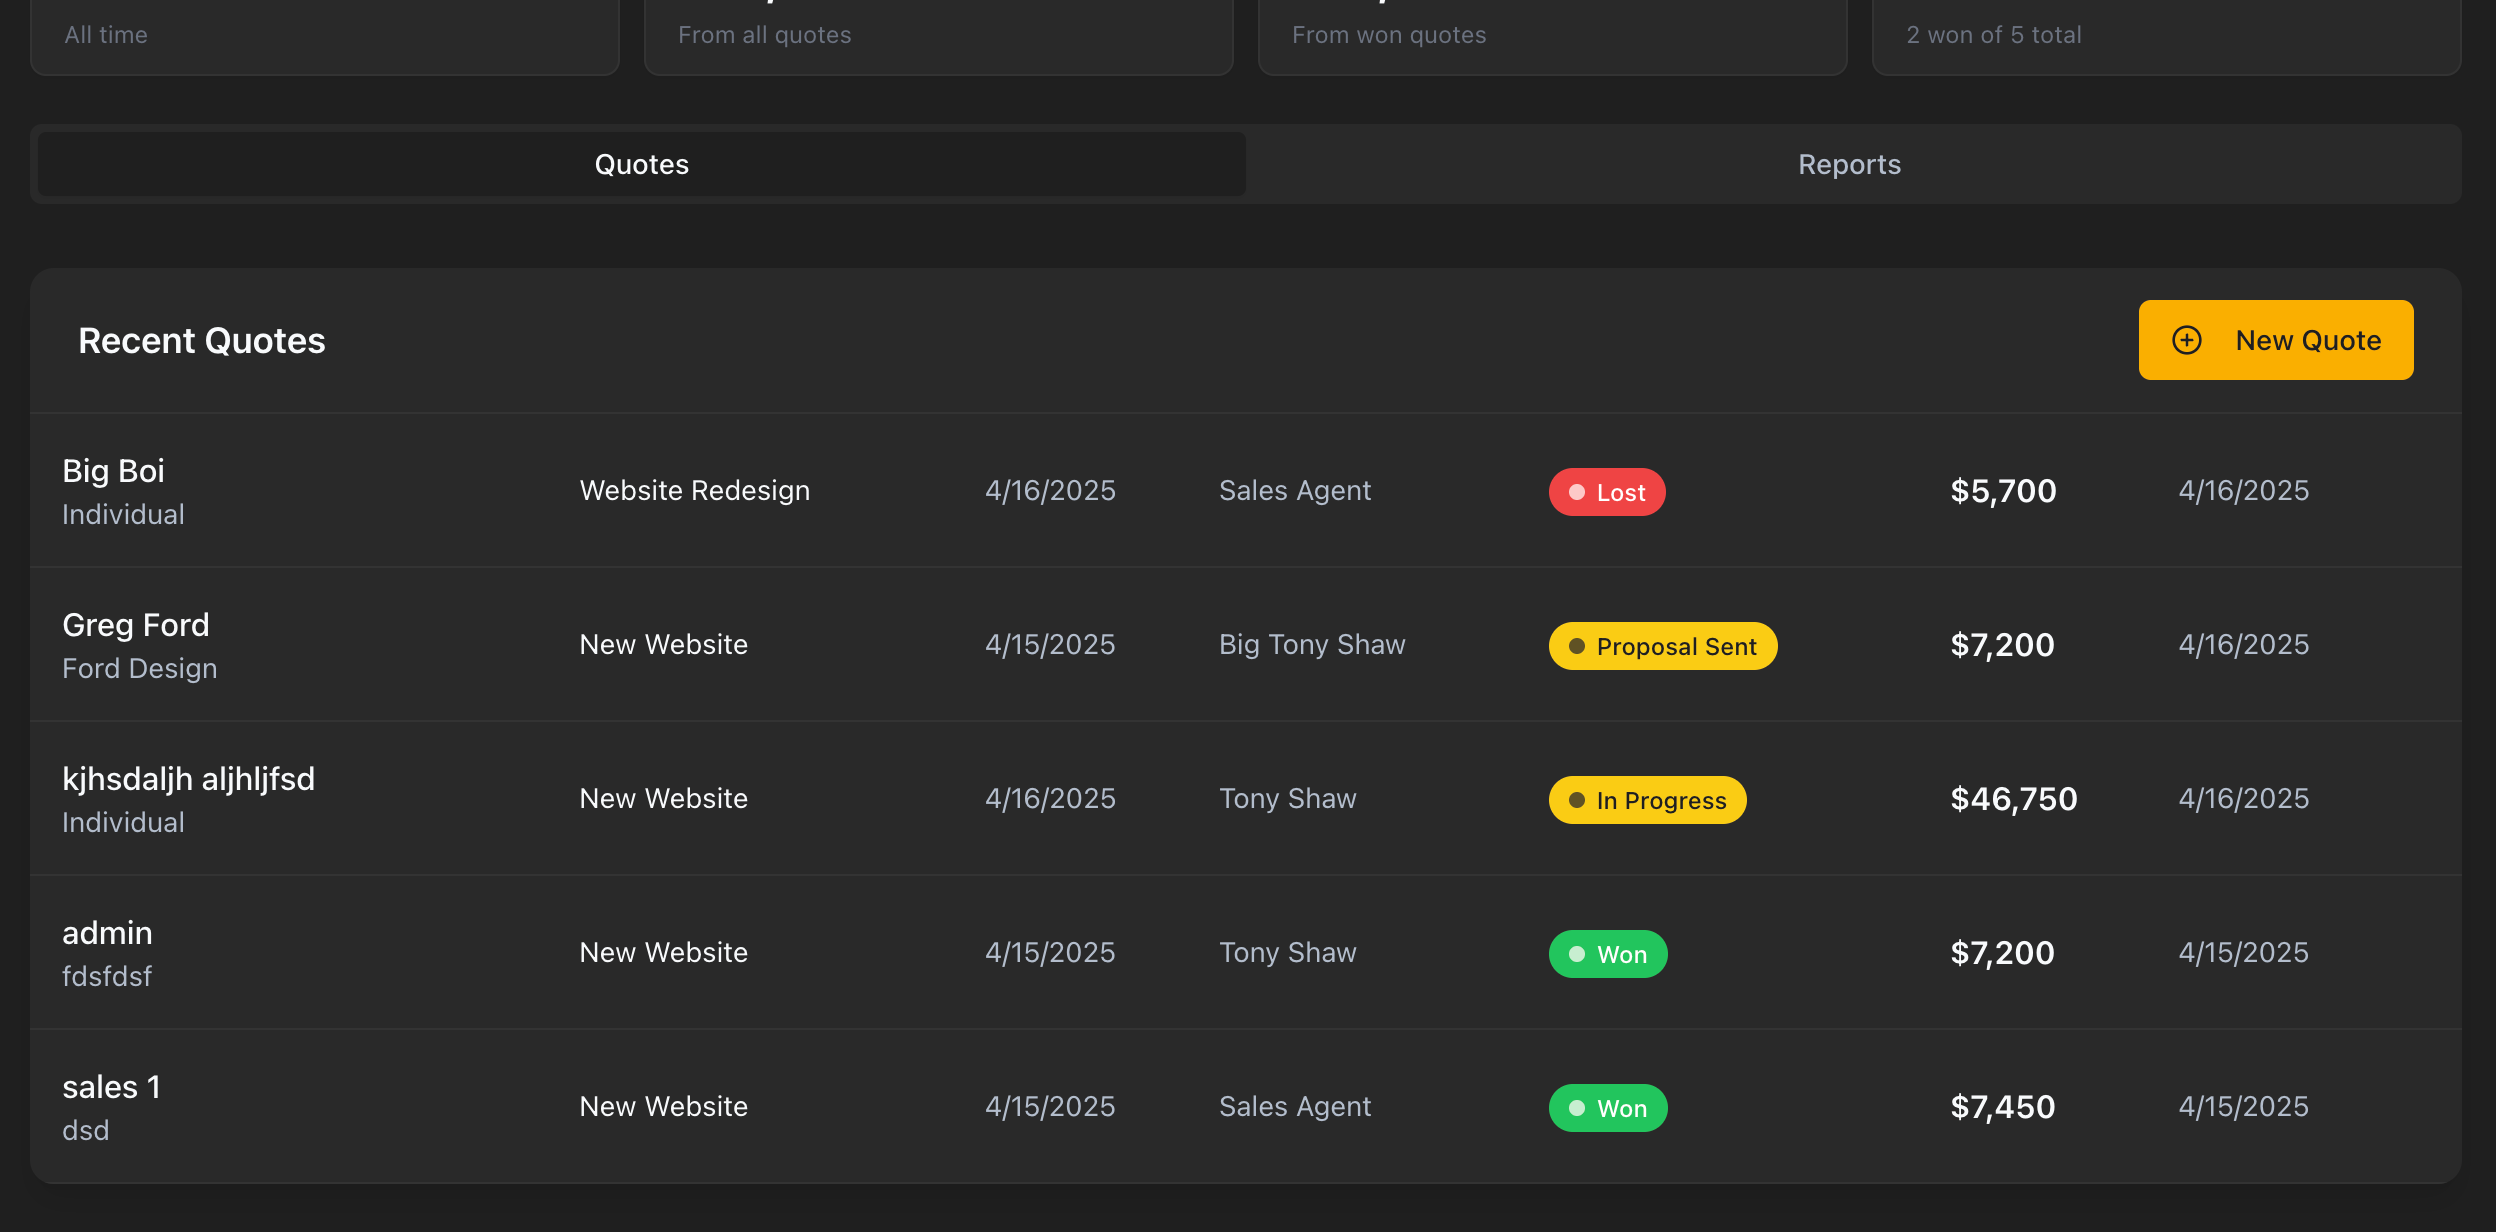 All time
From all quotes
From won quotes
2 won of 5 total
Quotes
Reports
Recent Quotes
New Quote
Big Boi
Individual
Website Redesign
4/16/2025
Sales Agent
Lost
$5,700
4/16/2025
Greg Ford
Ford Design
New Website
4/15/2025
Big Tony Shaw
Proposal Sent
$7,200
4/16/2025
kjhsdaljh aljhljfsd
Individual
New Website
4/16/2025
Tony Shaw
In Progress
$46,750
4/16/2025
admin
fdsfdsf
New Website
4/15/2025
Tony Shaw
Won
$7,200
4/15/2025
sales 1
dsd
New Website
4/15/2025
Sales Agent
Won
$7,450
4/15/2025